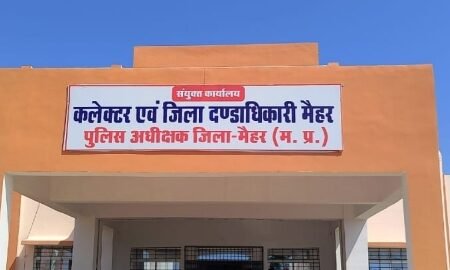 संयुक्त कार्यालय
कलेक्टर एवं जिला दण्डाधिकारी मैहर
पुलिस अधीक्षक जिला-मैहर (म. प्र.)